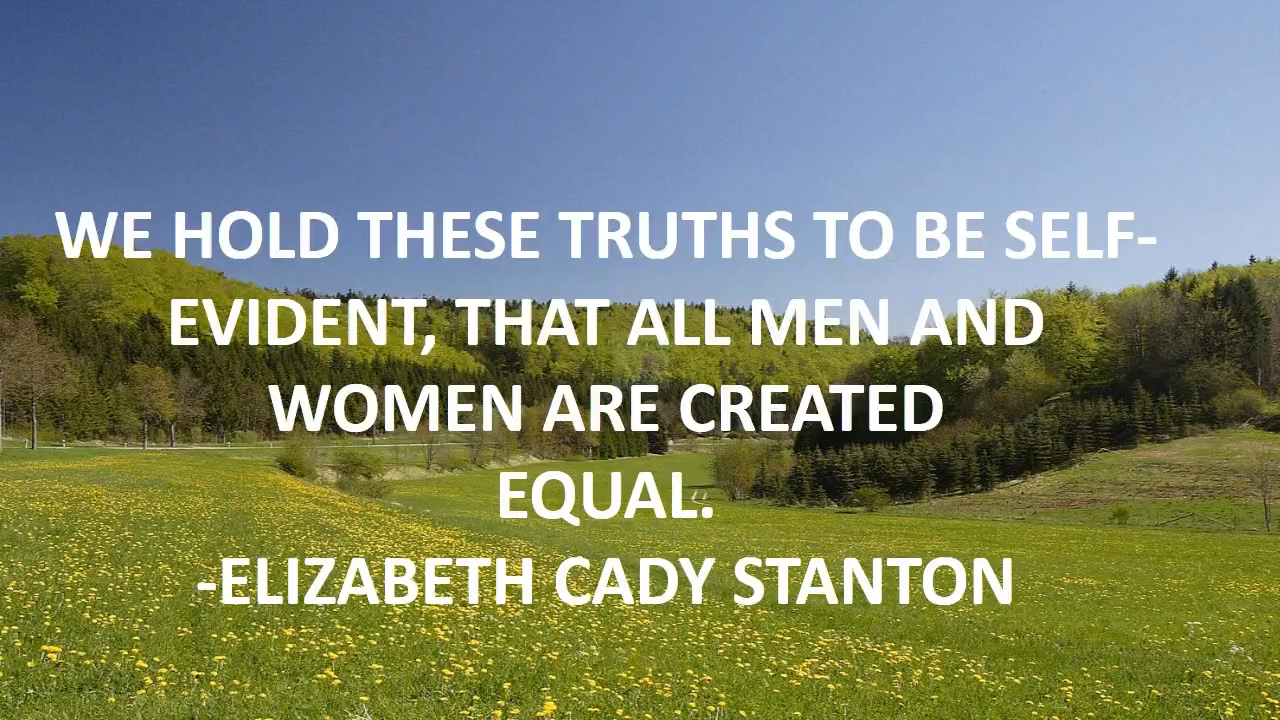 WE HOLD THESE TRUTHS TO BE SELF-
EVIDENT, THAT ALL MEN AND
WOMEN ARE CREATED
EQUAL.
-ELIZABETH CADY STANTON